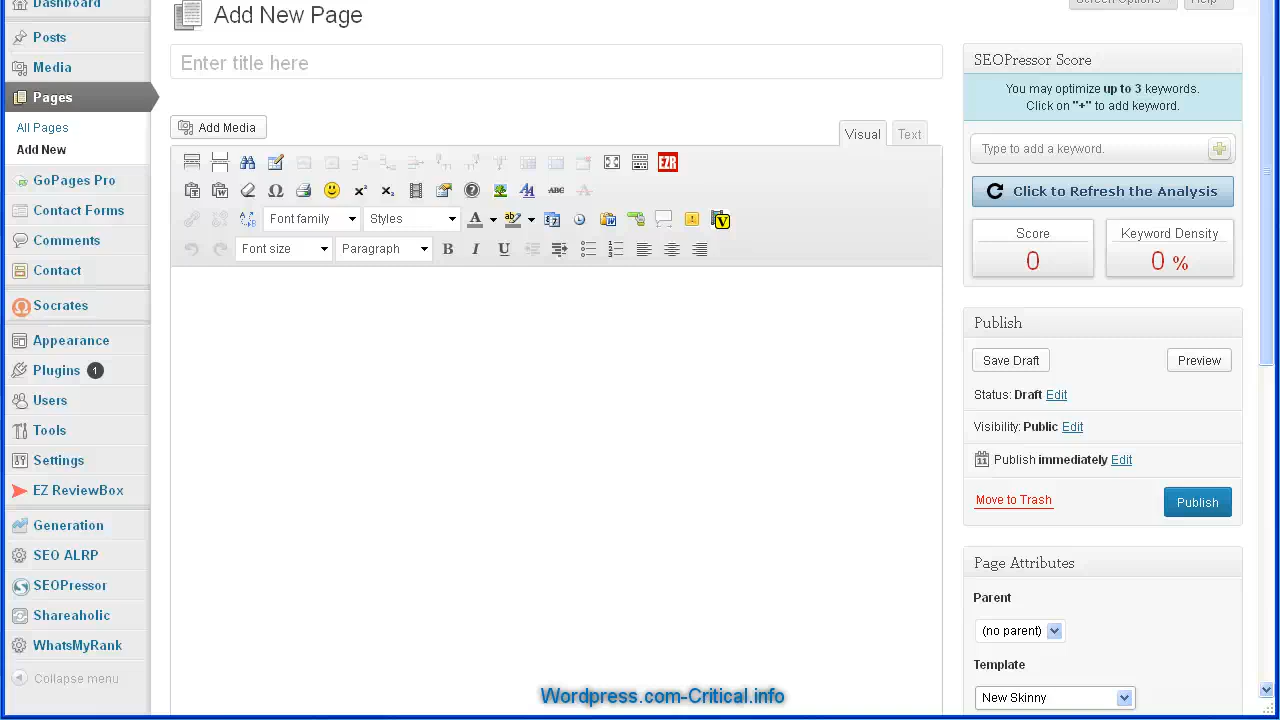 Dashboard
Posts
Media
Pages
All Pages
Add New
GoPages Pro
Contact Forms
Comments
Contact
Socrates
Appearance
Plugins 1
Users
Tools
Settings
EZ ReviewBox
Generation
SEO ALRP
SEOPressor
Shareaholic
WhatsMyRank
Collapse menu
Add New Page
Screen Options
Help
Enter title here
Add Media
Visual
Text
EZR
ABC
Font family
Styles
Font size
Paragraph
B I U
SEOPressor Score
You may optimize up to 3 keywords.
Click on "+" to add keyword.
Type to add a keyword.
Click to Refresh the Analysis
Score
0
Keyword Density
0 %
Publish
Save Draft
Preview
Status: Draft Edit
Visibility: Public Edit
Publish immediately Edit
Move to Trash
Publish
Page Attributes
Parent
(no parent)
Template
New Skinny
Wordpress.com-Critical.info